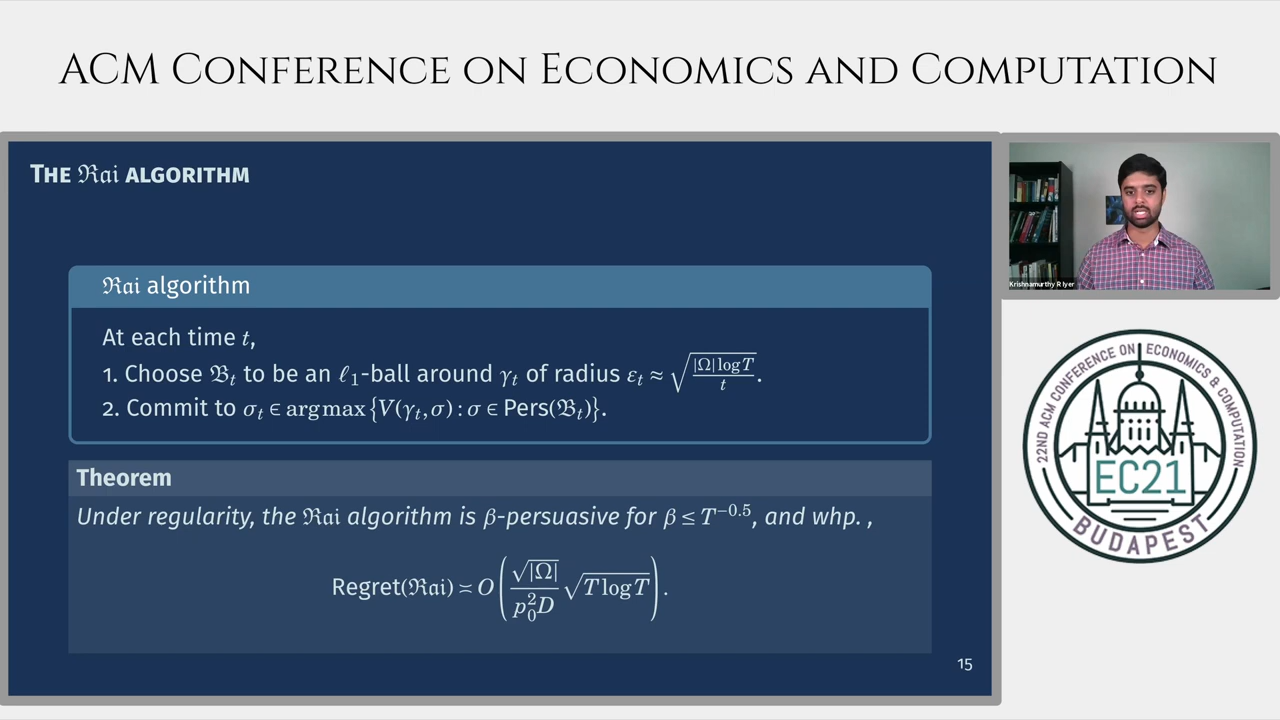 ACM Conference on Economics and Computation
The ℜai algorithm
ℜai algorithm
At each time t,
1. Choose 𝔅_t to be an ℓ_1-ball around γ_t of radius ε_t ≈ √(|Ω| log T / t).
2. Commit to σ_t ∈ argmax {V(γ_t, σ) : σ ∈ Pers(𝔅_t)}.
Theorem
Under regularity, the ℜai algorithm is β-persuasive for β ≤ T^{-0.5}, and whp. ,
Regret(ℜai) ≍ O( (√|Ω| / (p_0^2 D)) √(T log T) ).
15
Krishnamurthy R Iyer
22ND ACM CONFERENCE ON ECONOMICS & COMPUTATION
EC21
BUDAPEST